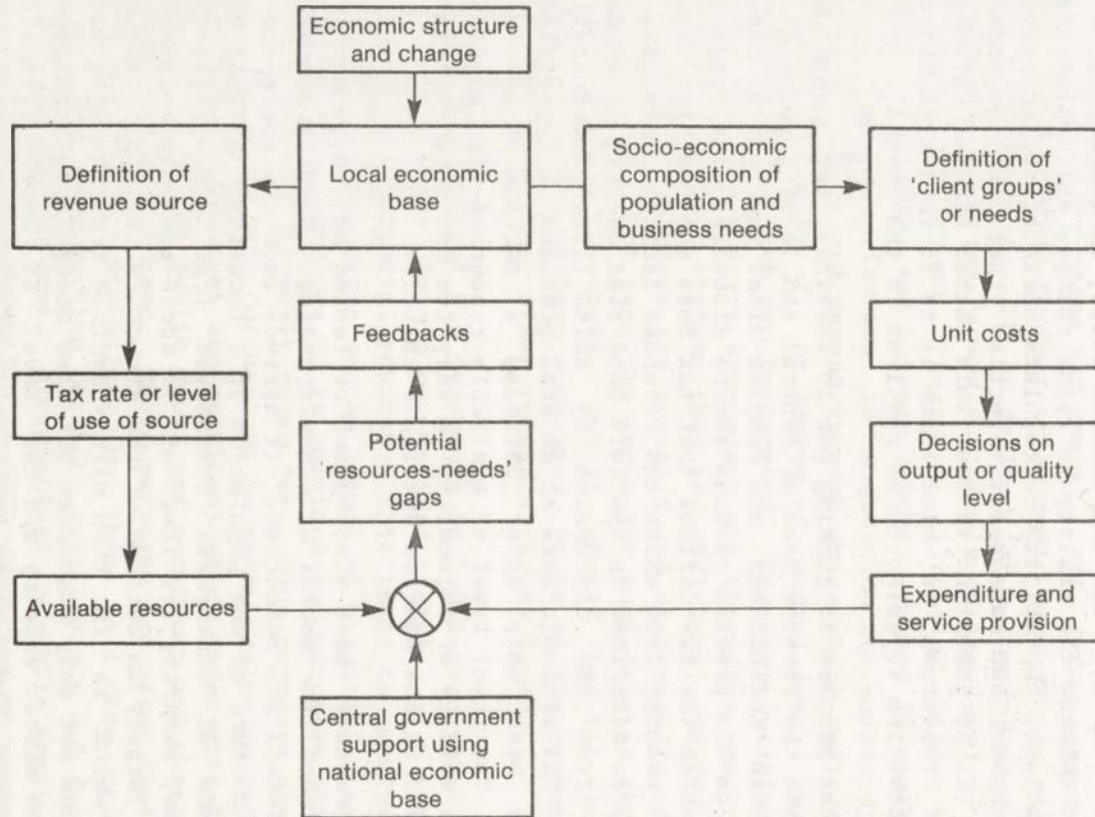 Economic structure
and change
Definition of
revenue source
Local economic
base
Socio-economic
composition of
population and
business needs
Definition of
‘client groups’
or needs
Feedbacks
Unit costs
Tax rate or level
of use of source
Potential
‘resources-needs’
gaps
Decisions on
output or quality
level
Available resources
Expenditure and
service provision
Central government
support using
national economic
base